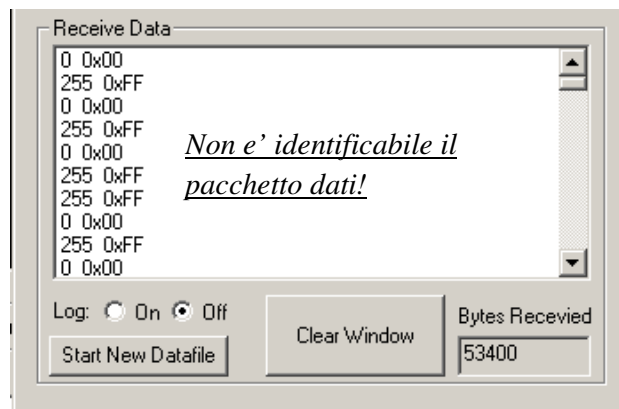 Receive Data
0 0x00
255 0xFF
0 0x00
255 0xFF
0 0x00
255 0xFF
255 0xFF
0 0x00
255 0xFF
0 0x00
Non e' identificabile il
pacchetto dati!
Log: On Off
Start New Datafile
Clear Window
Bytes Recevied
53400